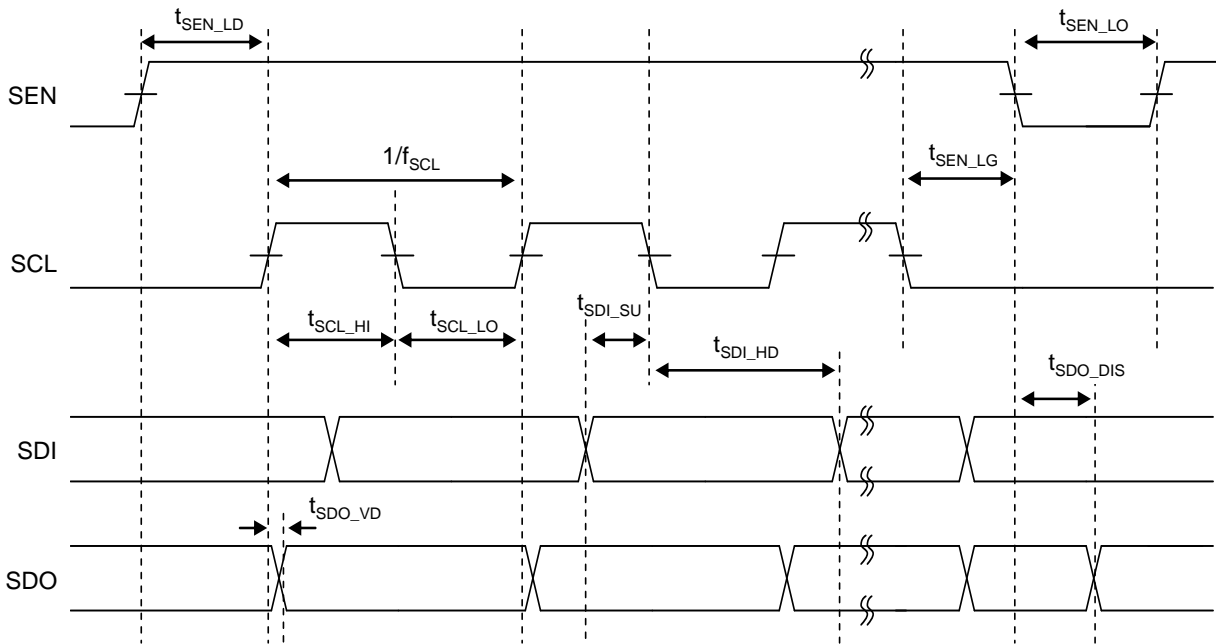 tSEN_LD
tSEN_LO
SEN
1/fSCL
tSEN_LG
SCL
tSCL_HI
tSCL_LO
tSDI_SU
tSDI_HD
tSDO_DIS
SDI
tSDO_VD
SDO